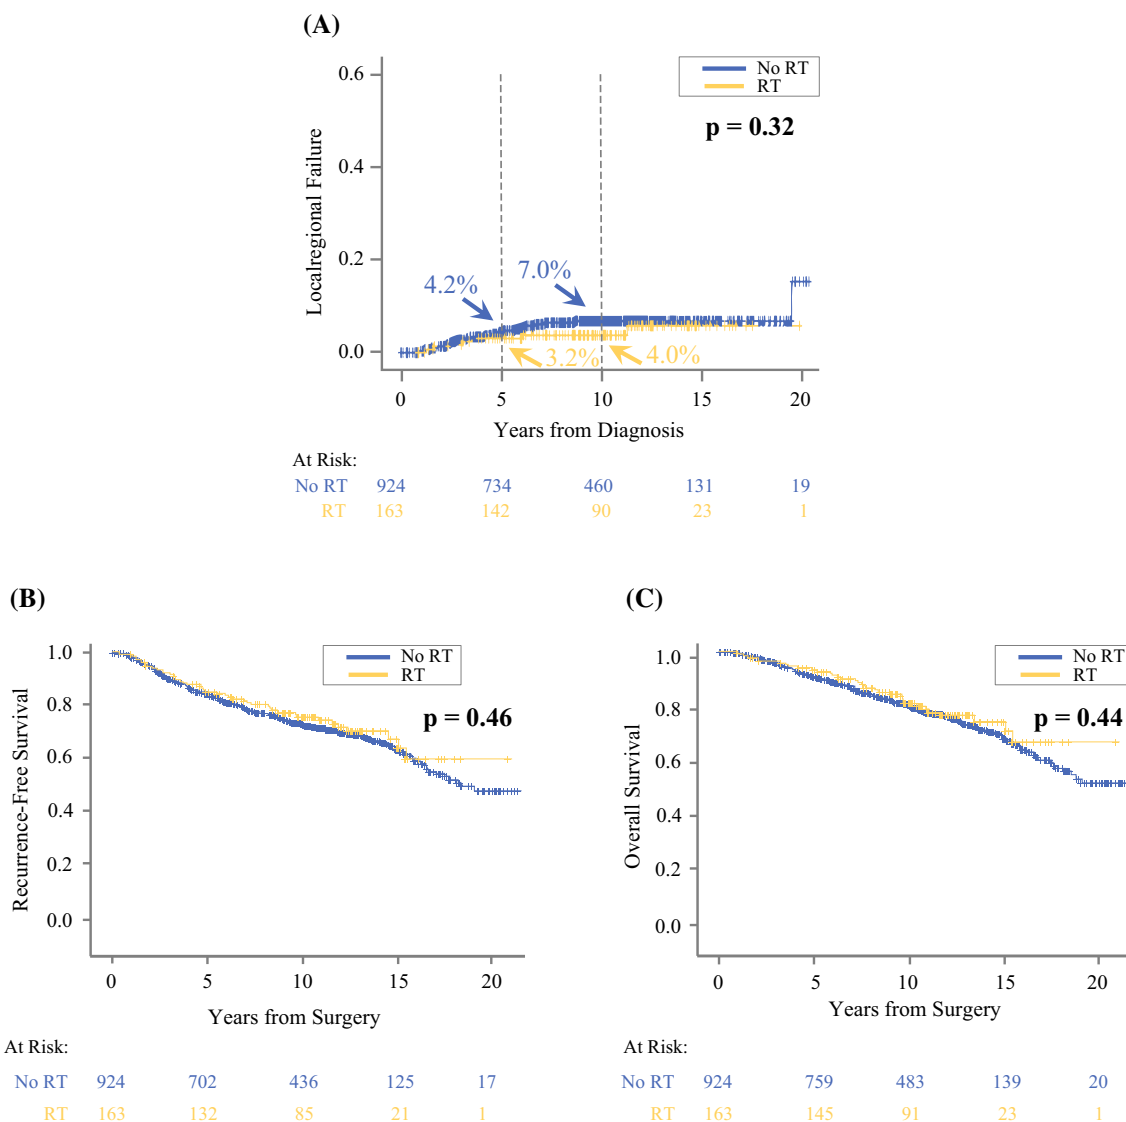 (A)
0.6
0.4
0.2
0.0
Localregional Failure
No RT
RT
p = 0.32
4.2%
7.0%
3.2%
4.0%
0 5 10 15 20
Years from Diagnosis
At Risk:
No RT 924 734 460 131 19
RT 163 142 90 23 1
(B)
1.0
0.8
0.6
0.4
0.2
0.0
Recurrence-Free Survival
No RT
RT
p = 0.46
0 5 10 15 20
Years from Surgery
At Risk:
No RT 924 702 436 125 17
RT 163 132 85 21 1
(C)
1.0
0.8
0.6
0.4
0.2
0.0
Overall Survival
No RT
RT
p = 0.44
0 5 10 15 20
Years from Surgery
At Risk:
No RT 924 759 483 139 20
RT 163 145 91 23 1